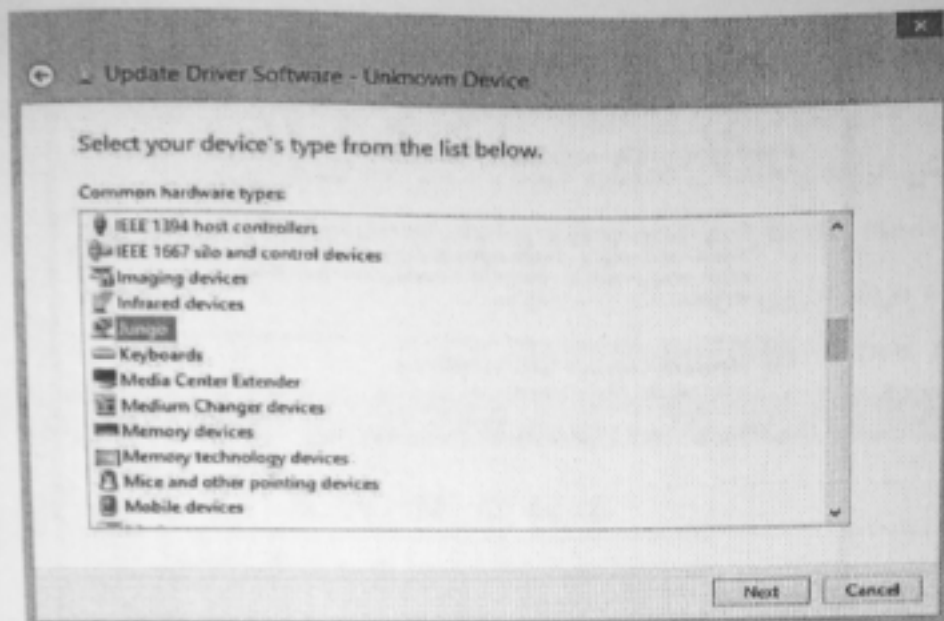 Update Driver Software - Unknown Device
Select your device's type from the list below.
Common hardware types:
IEEE 1394 host controllers
IEEE 1667 silo and control devices
Imaging devices
Infrared devices
Jungo
Keyboards
Media Center Extender
Medium Changer devices
Memory devices
Memory technology devices
Mice and other pointing devices
Mobile devices
Next
Cancel